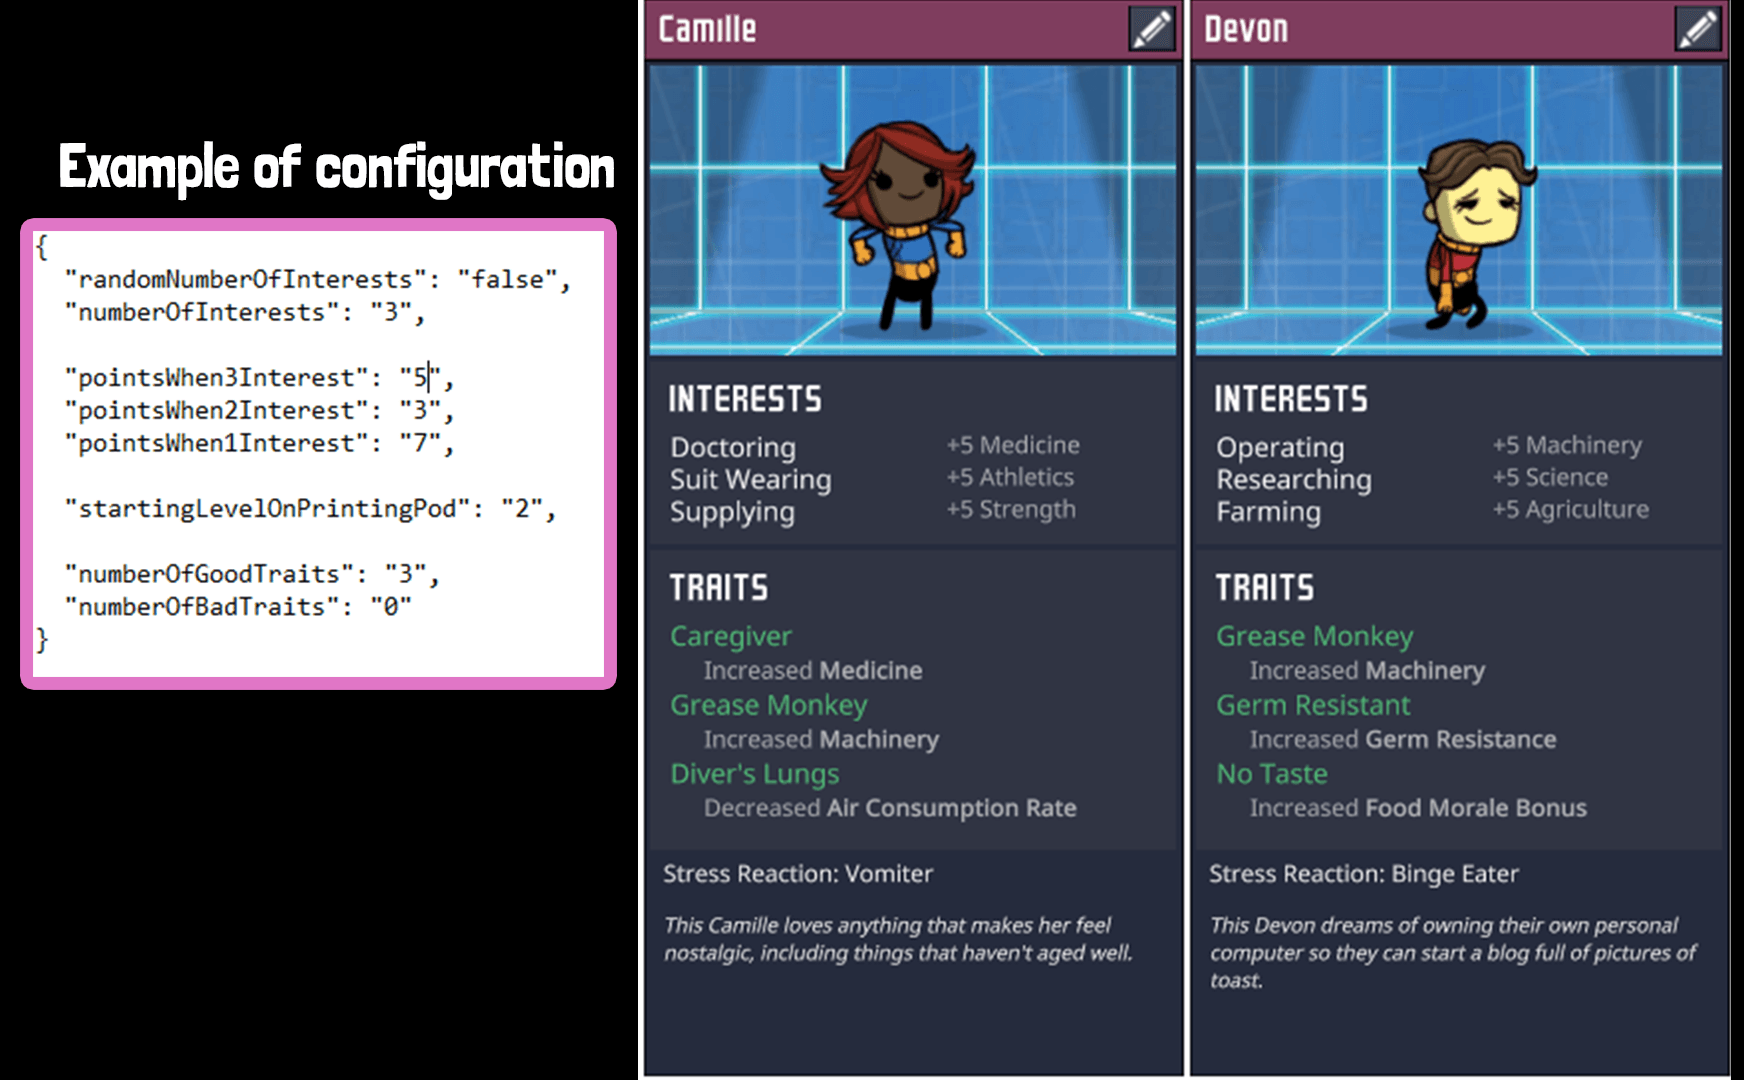 Example of configuration
{
"randomNumberOfInterests": "false",
"numberOfInterests": "3",
"pointsWhen3Interest": "5",
"pointsWhen2Interest": "3",
"pointsWhen1Interest": "7",
"startingLevelOnPrintingPod": "2",
"numberOfGoodTraits": "3",
"numberOfBadTraits": "0"
}
Camille
INTERESTS
Doctoring +5 Medicine
Suit Wearing +5 Athletics
Supplying +5 Strength
TRAITS
Caregiver
Increased Medicine
Grease Monkey
Increased Machinery
Diver's Lungs
Decreased Air Consumption Rate
Stress Reaction: Vomiter
This Camille loves anything that makes her feel
nostalgic, including things that haven't aged well.
Devon
INTERESTS
Operating +5 Machinery
Researching +5 Science
Farming +5 Agriculture
TRAITS
Grease Monkey
Increased Machinery
Germ Resistant
Increased Germ Resistance
No Taste
Increased Food Morale Bonus
Stress Reaction: Binge Eater
This Devon dreams of owning their own personal
computer so they can start a blog full of pictures of
toast.